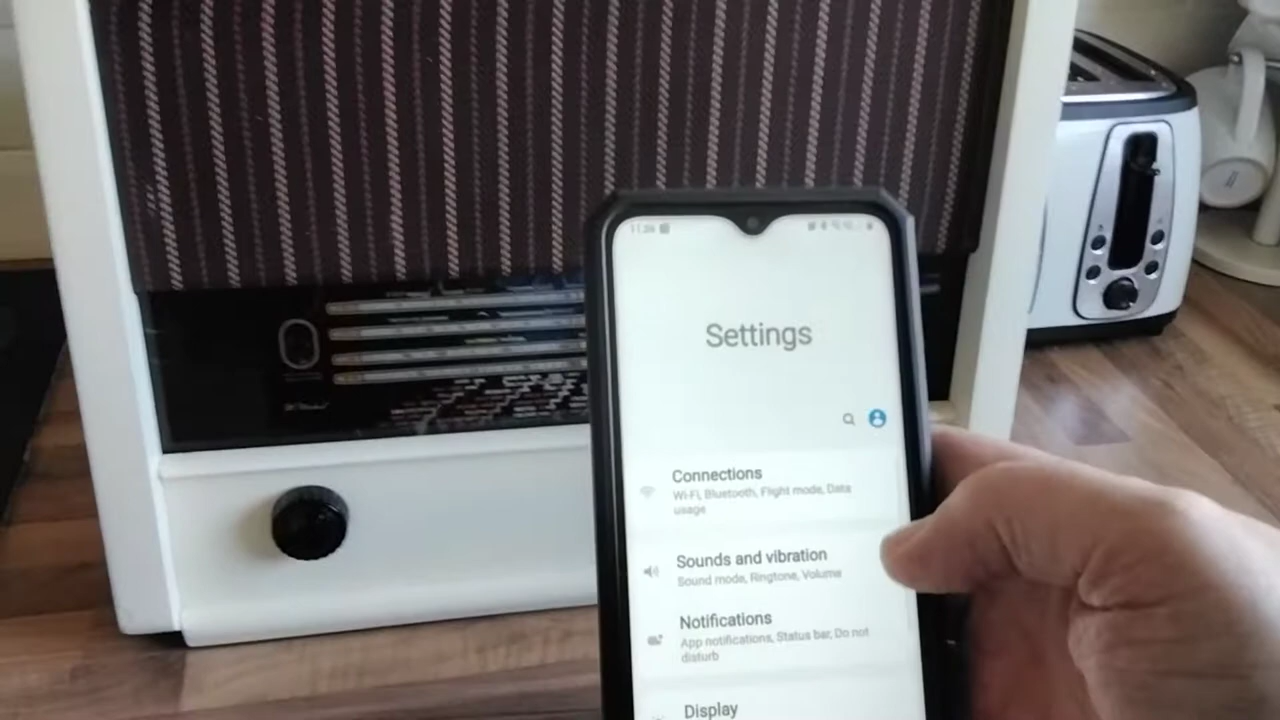 Settings
Connections
Wi-Fi, Bluetooth, Flight mode, Data
usage
Sounds and vibration
Sound mode, Ringtone, Volume
Notifications
App notifications, Status bar, Do not
disturb
Display